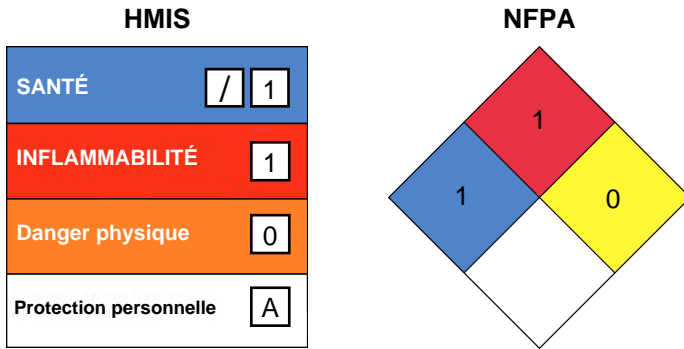 HMIS
SANTÉ / 1
INFLAMMABILITÉ 1
Danger physique 0
Protection personnelle A
NFPA
1
1 0